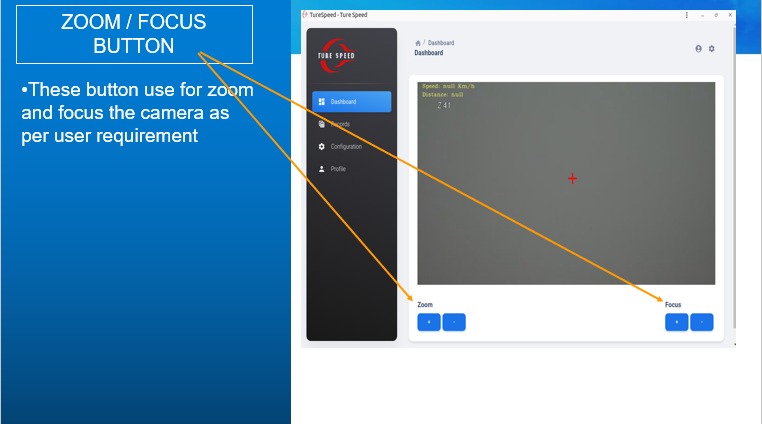 ZOOM / FOCUS
BUTTON
•These button use for zoom
and focus the camera as
per user requirement
TureSpeed - Ture Speed
TURE SPEED
/ Dashboard
Dashboard
Dashboard
Records
Configuration
Profile
Speed: null Km/h
Distance: null
Z 41
Zoom
+ -
Focus
+ -